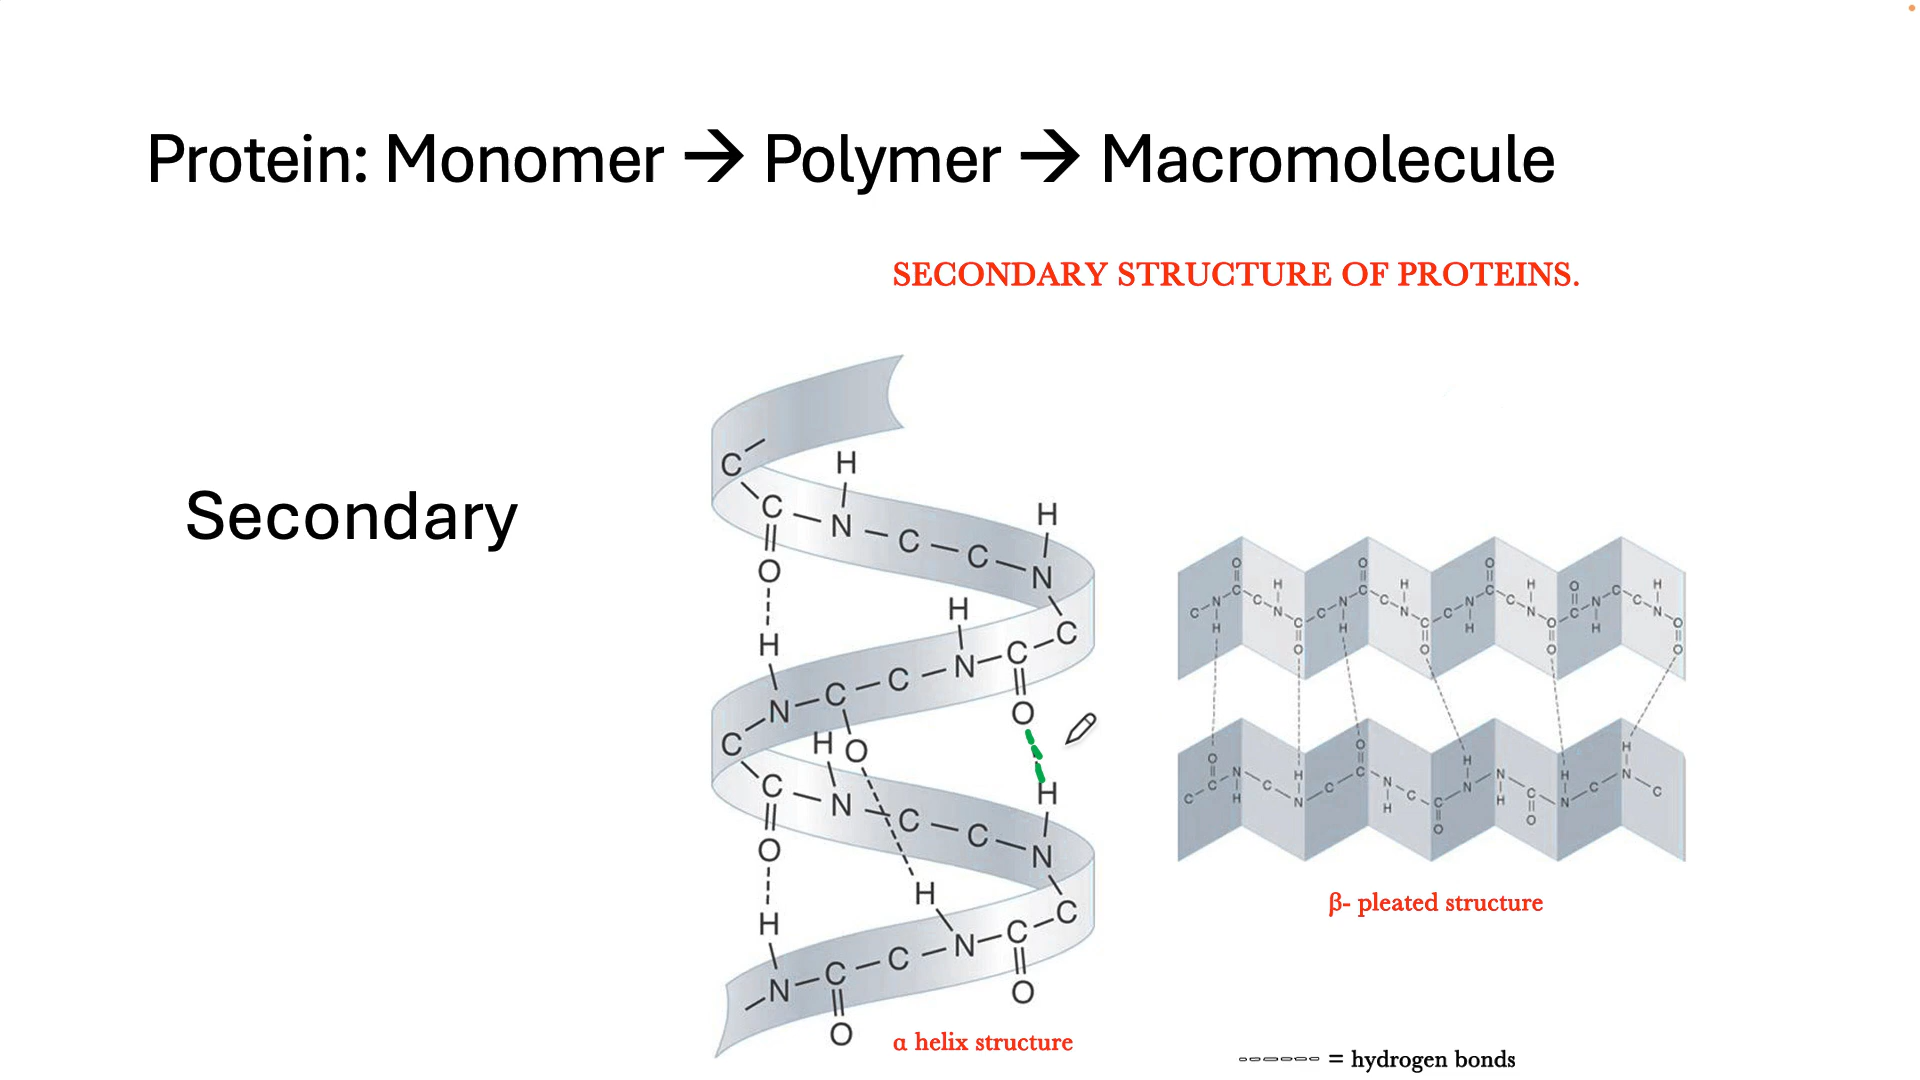 Protein: Monomer → Polymer → Macromolecule
SECONDARY STRUCTURE OF PROTEINS.
Secondary
C
H
C N C C N H
O
H
H
N C C N C C
O
C
H O
C N C C N H
O
H
H
N C C N C C
O
O
α helix structure
O H O H O H O H
C N C C N C C N C C N C C N C C N C C N C C N C
H O H O H O H O
O H O H H H
C C N C N C C N C C N N C N C N C
H H O H O
β- pleated structure
------ = hydrogen bonds